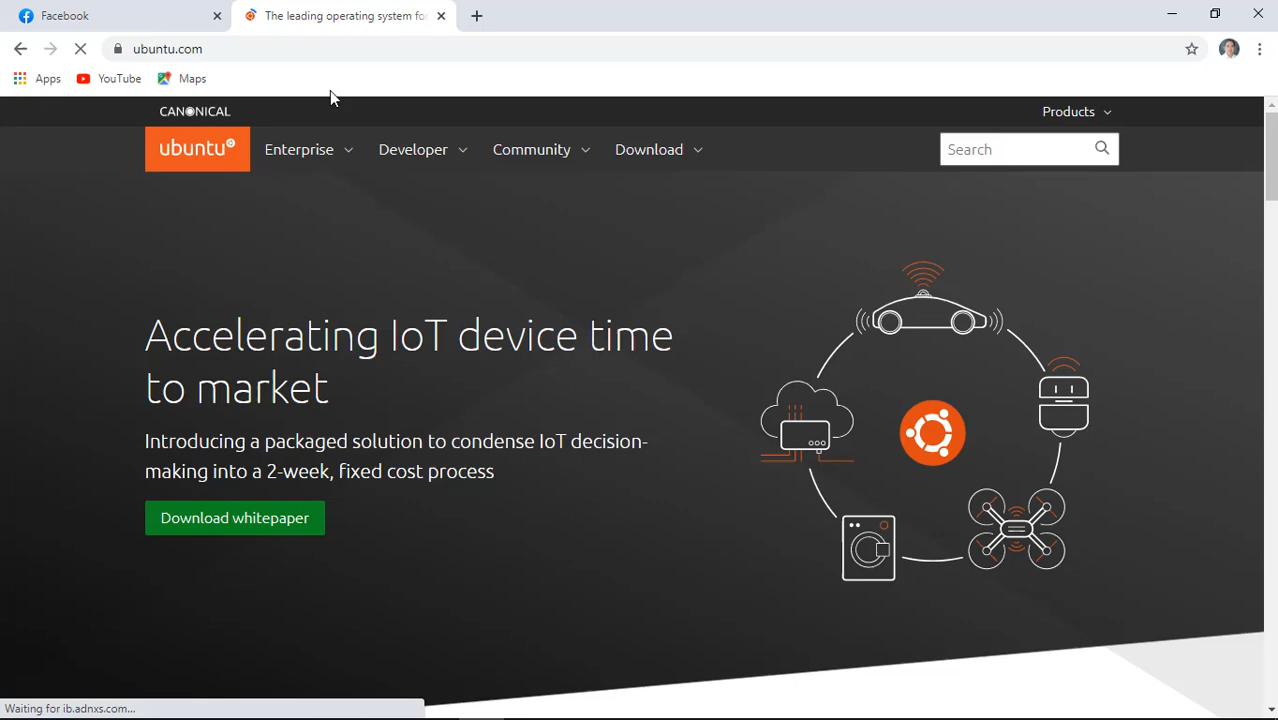 Facebook
The leading operating system fo
ubuntu.com
Apps YouTube Maps
CANONICAL Products
ubuntu Enterprise Developer Community Download Search
Accelerating IoT device time
to market
Introducing a packaged solution to condense IoT decision-
making into a 2-week, fixed cost process
Download whitepaper
Waiting for ib.adnxs.com...